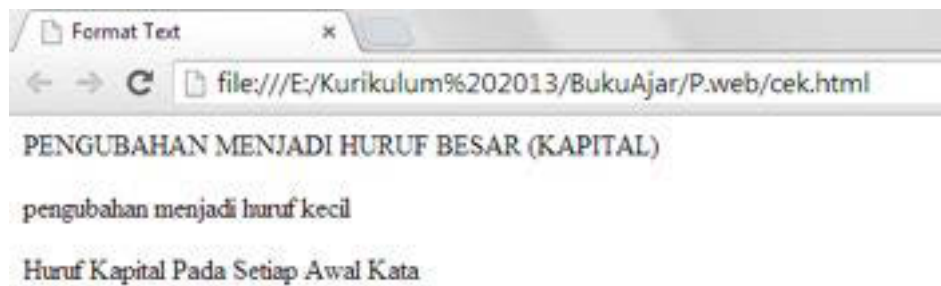 Format Text
file:///E:/Kurikulum%202013/BukuAjar/P.web/cek.html
PENGUBAHAN MENJADI HURUF BESAR (KAPITAL)
pengubahan menjadi huruf kecil
Huruf Kapital Pada Setiap Awal Kata